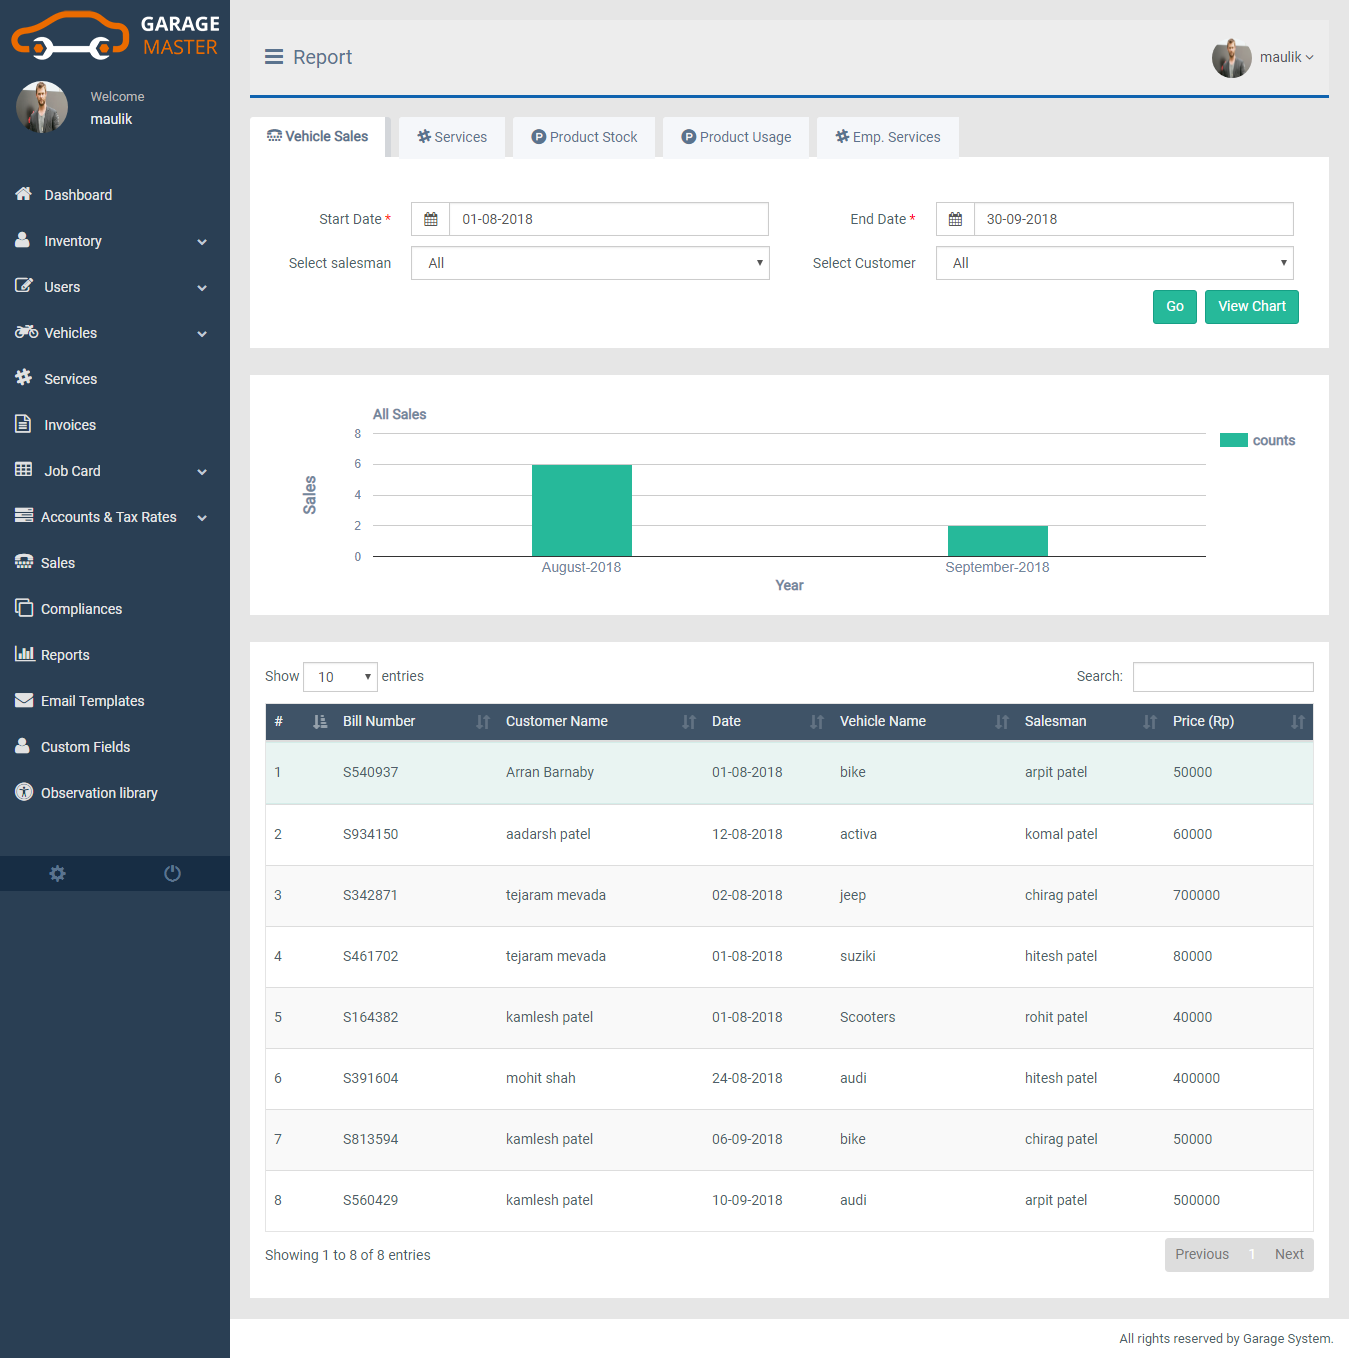 GARAGE
MASTER
Welcome
maulik
Dashboard
Inventory
Users
Vehicles
Services
Invoices
Job Card
Accounts & Tax Rates
Sales
Compliances
Reports
Email Templates
Custom Fields
Observation library
Report
maulik
Vehicle Sales Services Product Stock Product Usage Emp. Services
Start Date * 01-08-2018 End Date * 30-09-2018
Select salesman All Select Customer All
Go View Chart
All Sales
8
6
4
2
0
Sales
counts
August-2018 September-2018
Year
Show 10 entries Search:
# Bill Number Customer Name Date Vehicle Name Salesman Price (Rp)
1 S540937 Arran Barnaby 01-08-2018 bike arpit patel 50000
2 S934150 aadarsh patel 12-08-2018 activa komal patel 60000
3 S342871 tejaram mevada 02-08-2018 jeep chirag patel 700000
4 S461702 tejaram mevada 01-08-2018 suziki hitesh patel 80000
5 S164382 kamlesh patel 01-08-2018 Scooters rohit patel 40000
6 S391604 mohit shah 24-08-2018 audi hitesh patel 400000
7 S813594 kamlesh patel 06-09-2018 bike chirag patel 50000
8 S560429 kamlesh patel 10-09-2018 audi arpit patel 500000
Showing 1 to 8 of 8 entries Previous 1 Next
All rights reserved by Garage System.